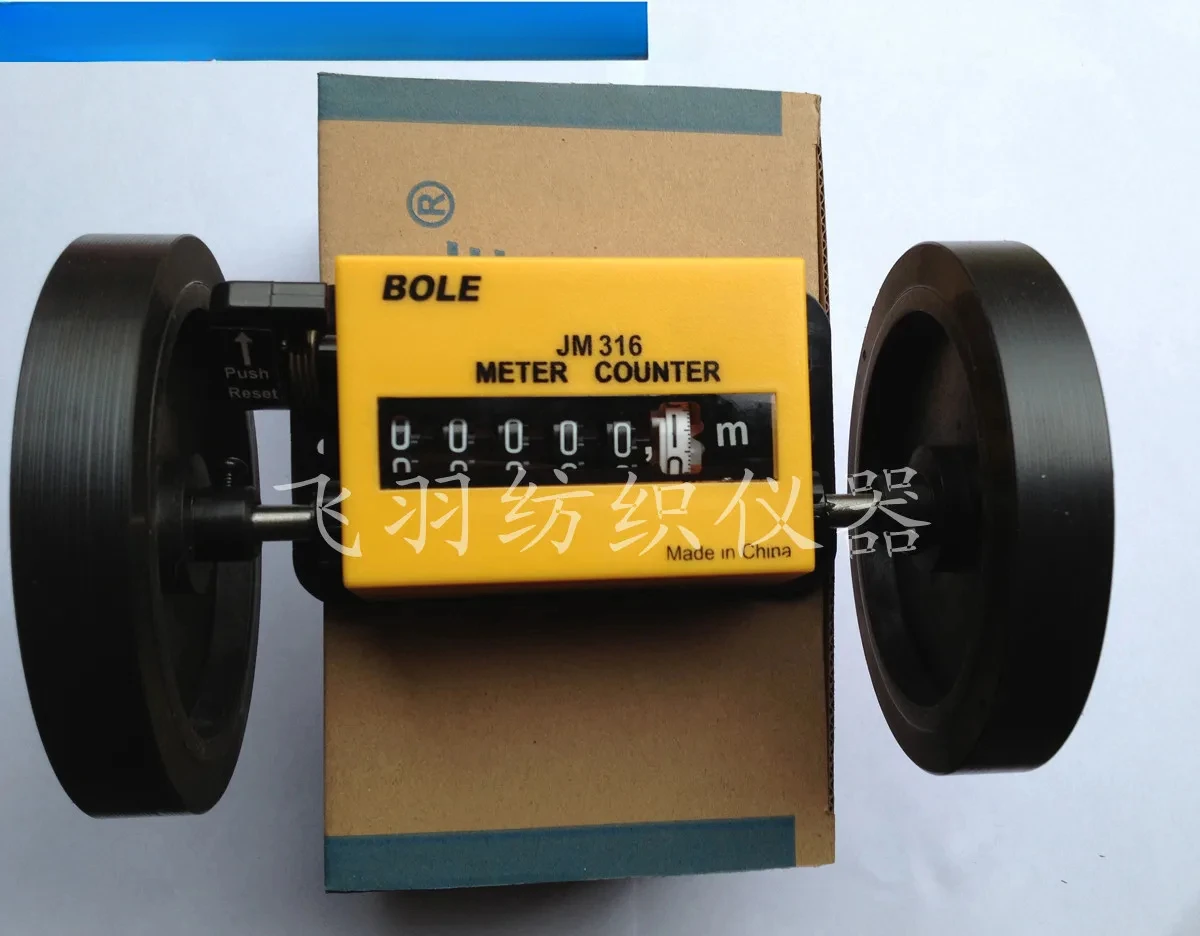 ®
BOLE
JM 316
METER COUNTER
↑
Push
Reset
0 0 0 0 0,1 m
飞羽纺织仪器
Made in China